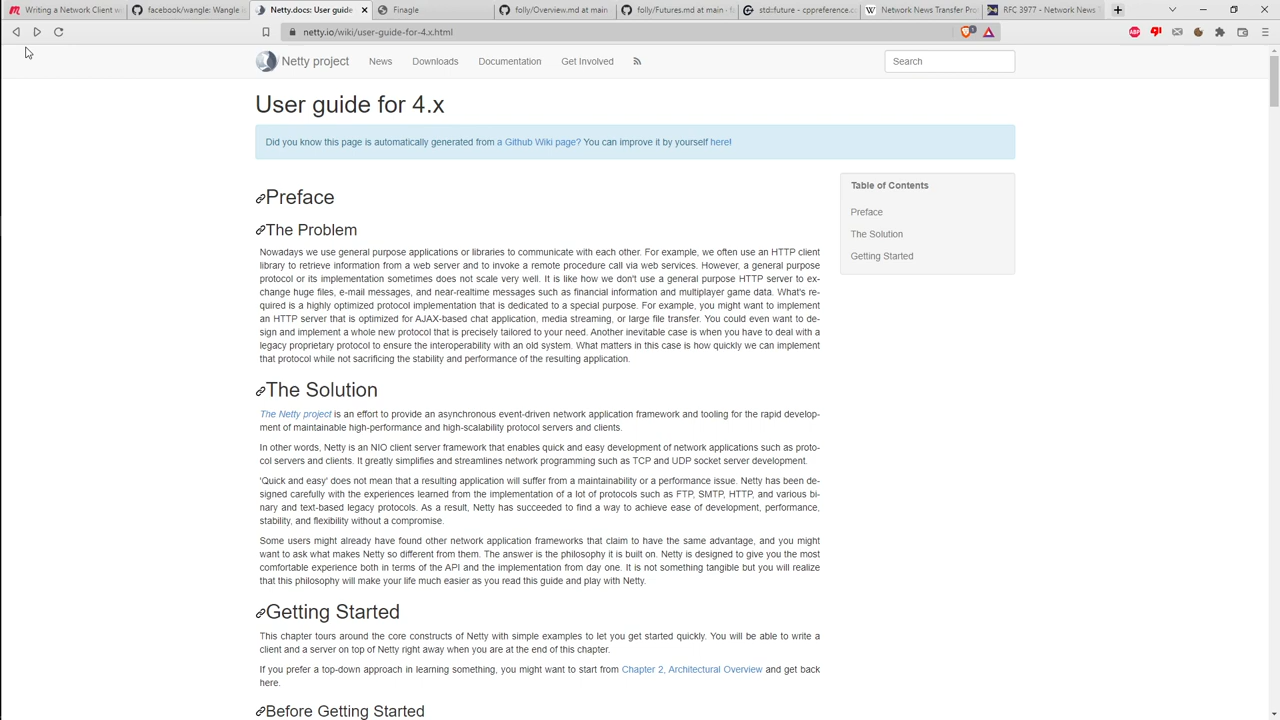 Writing a Network Client wi
facebook/wangle: Wangle i
Netty.docs: User guide
Finagle
folly/Overview.md at main
folly/Futures.md at main
std::future - cppreference.c
Network News Transfer Pro
RFC 3977 - Network News T
netty.io/wiki/user-guide-for-4.x.html
Netty project
News
Downloads
Documentation
Get Involved
Search
User guide for 4.x
Did you know this page is automatically generated from a Github Wiki page? You can improve it by yourself here!
Preface
The Problem
Nowadays we use general purpose applications or libraries to communicate with each other. For example, we often use an HTTP client
library to retrieve information from a web server and to invoke a remote procedure call via web services. However, a general purpose
protocol or its implementation sometimes does not scale very well. It is like how we don't use a general purpose HTTP server to ex-
change huge files, e-mail messages, and near-realtime messages such as financial information and multiplayer game data. What's re-
quired is a highly optimized protocol implementation that is dedicated to a special purpose. For example, you might want to implement
an HTTP server that is optimized for AJAX-based chat application, media streaming, or large file transfer. You could even want to de-
sign and implement a whole new protocol that is precisely tailored to your need. Another inevitable case is when you have to deal with a
legacy proprietary protocol to ensure the interoperability with an old system. What matters in this case is how quickly we can implement
that protocol while not sacrificing the stability and performance of the resulting application.
The Solution
The Netty project is an effort to provide an asynchronous event-driven network application framework and tooling for the rapid develop-
ment of maintainable high-performance and high-scalability protocol servers and clients.
In other words, Netty is an NIO client server framework that enables quick and easy development of network applications such as proto-
col servers and clients. It greatly simplifies and streamlines network programming such as TCP and UDP socket server development.
'Quick and easy' does not mean that a resulting application will suffer from a maintainability or a performance issue. Netty has been de-
signed carefully with the experiences learned from the implementation of a lot of protocols such as FTP, SMTP, HTTP, and various bi-
nary and text-based legacy protocols. As a result, Netty has succeeded to find a way to achieve ease of development, performance,
stability, and flexibility without a compromise.
Some users might already have found other network application frameworks that claim to have the same advantage, and you might
want to ask what makes Netty so different from them. The answer is the philosophy it is built on. Netty is designed to give you the most
comfortable experience both in terms of the API and the implementation from day one. It is not something tangible but you will realize
that this philosophy will make your life much easier as you read this guide and play with Netty.
Getting Started
This chapter tours around the core constructs of Netty with simple examples to let you get started quickly. You will be able to write a
client and a server on top of Netty right away when you are at the end of this chapter.
If you prefer a top-down approach in learning something, you might want to start from Chapter 2, Architectural Overview and get back
here.
Before Getting Started
Table of Contents
Preface
The Solution
Getting Started